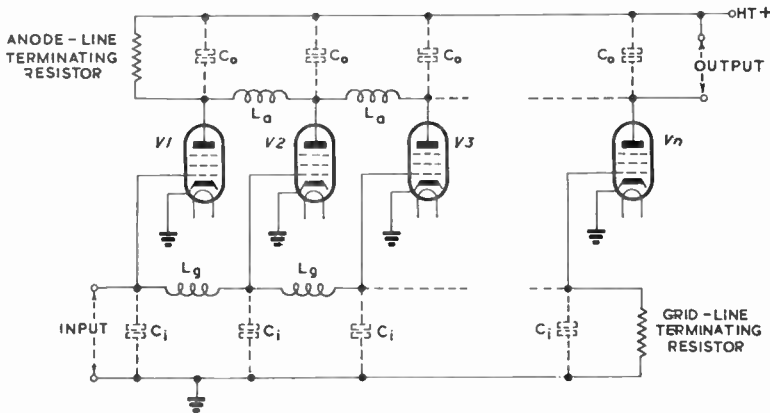 HT+
ANODE-LINE
TERMINATING
RESISTOR
Co
Co
Co
Co
OUTPUT
La
La
V1
V2
V3
Vn
Lg
Lg
INPUT
Ci
Ci
Ci
Ci
GRID-LINE
TERMINATING
RESISTOR